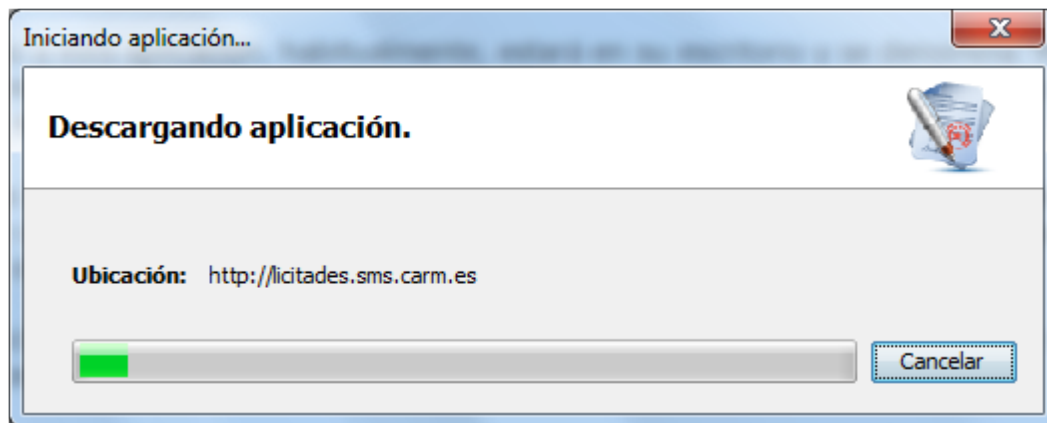 Iniciando aplicación...
Descargando aplicación.
Ubicación: http://licitades.sms.carm.es
Cancelar